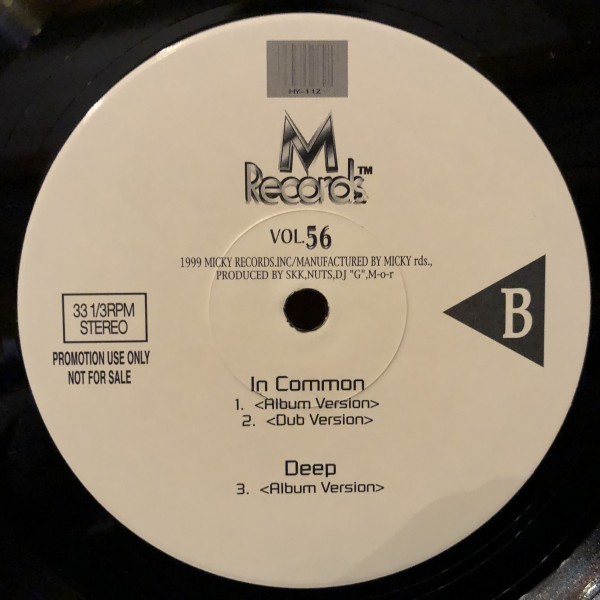 MY-112
M
Records™
VOL.56
1999 MICKY RECORDS,INC/MANUFACTURED BY MICKY rds.,
PRODUCED BY SKK,NUTS,DJ "G",M-o-r
33 1/3RPM
STEREO
PROMOTION USE ONLY
NOT FOR SALE
B
In Common
1. <Album Version>
2. <Dub Version>
Deep
3. <Album Version>